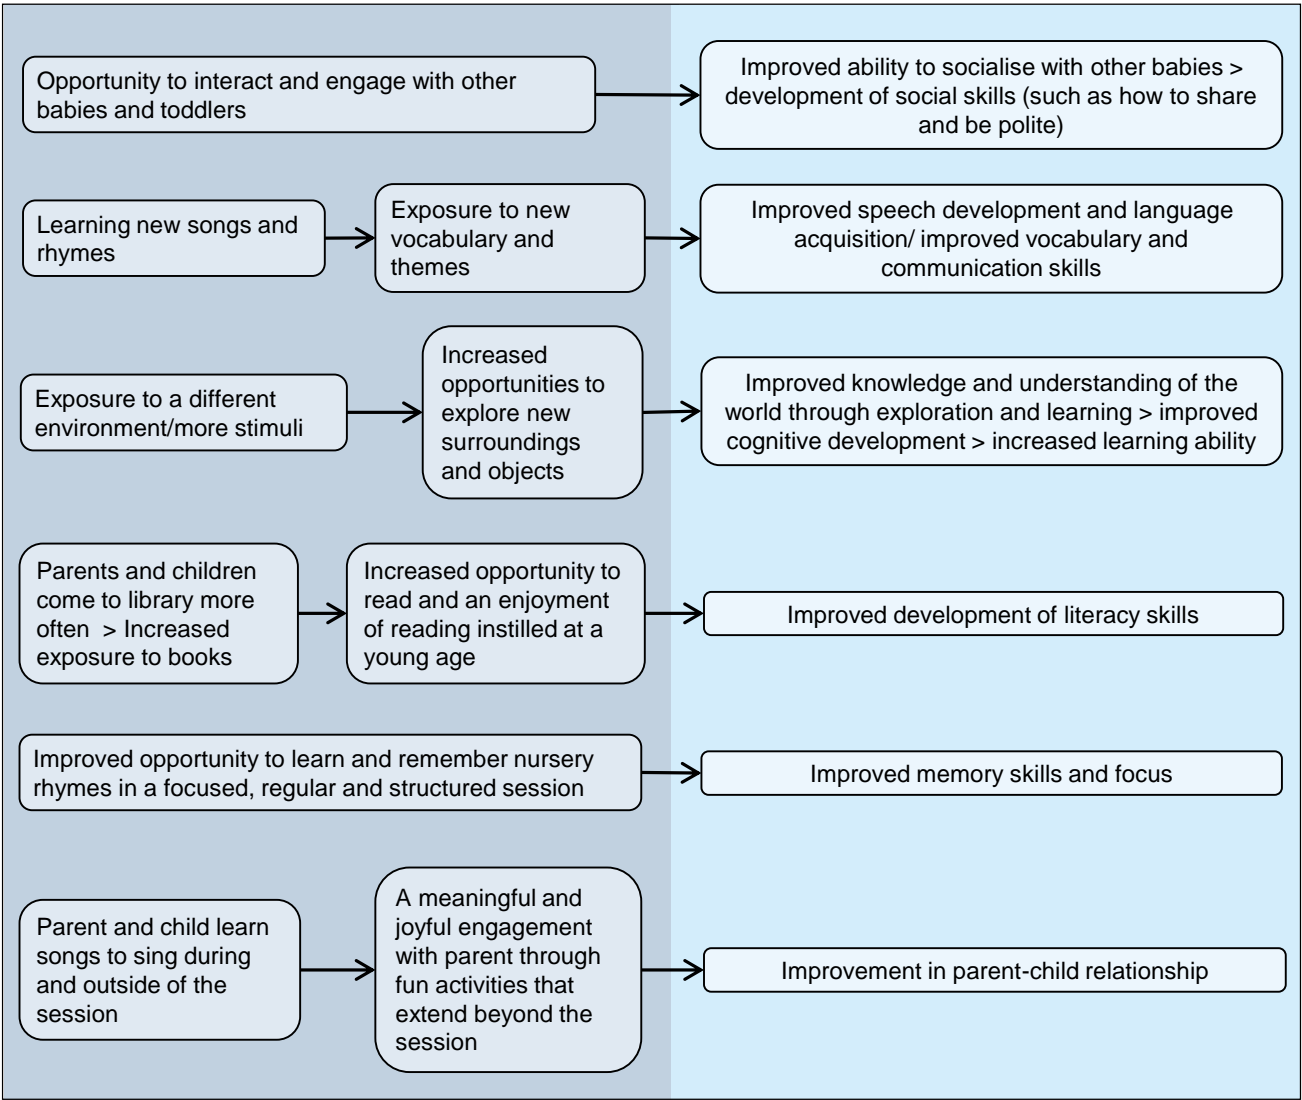 Opportunity to interact and engage with other
babies and toddlers
Improved ability to socialise with other babies >
development of social skills (such as how to share
and be polite)
Learning new songs and
rhymes
Exposure to new
vocabulary and
themes
Improved speech development and language
acquisition/ improved vocabulary and
communication skills
Exposure to a different
environment/more stimuli
Increased
opportunities to
explore new
surroundings
and objects
Improved knowledge and understanding of the
world through exploration and learning > improved
cognitive development > increased learning ability
Parents and children
come to library more
often > Increased
exposure to books
Increased opportunity to
read and an enjoyment
of reading instilled at a
young age
Improved development of literacy skills
Improved opportunity to learn and remember nursery
rhymes in a focused, regular and structured session
Improved memory skills and focus
Parent and child learn
songs to sing during
and outside of the
session
A meaningful and
joyful engagement
with parent through
fun activities that
extend beyond the
session
Improvement in parent-child relationship